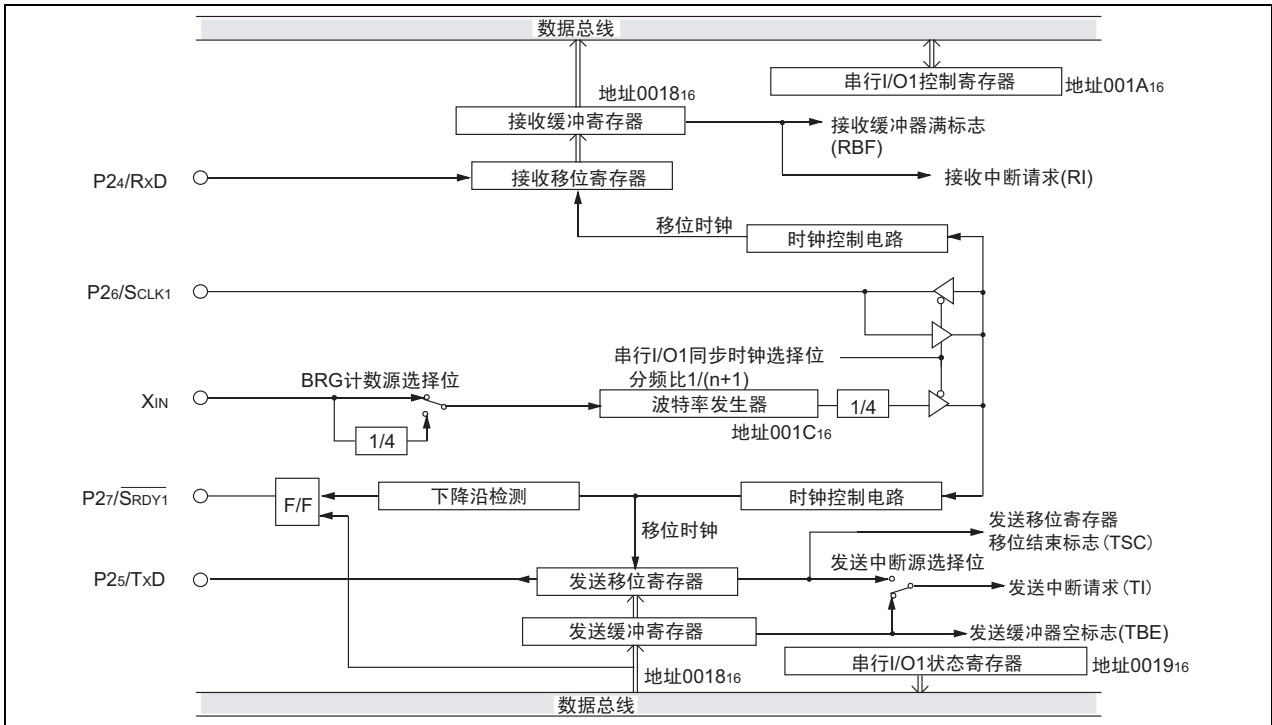 数据总线
串行I/O1控制寄存器
地址001A16
地址001816
接收缓冲寄存器
接收缓冲器满标志
(RBF)
P24/RXD
接收移位寄存器
接收中断请求(RI)
移位时钟
时钟控制电路
P26/SCLK1
串行I/O1同步时钟选择位
BRG计数源选择位
分频比1/(n+1)
XIN
波特率发生器
1/4
地址001C16
1/4
P27/SRDY1
F/F
下降沿检测
时钟控制电路
移位时钟
发送移位寄存器
移位结束标志(TSC)
发送中断源选择位
P25/TXD
发送移位寄存器
发送中断请求(TI)
发送缓冲寄存器
发送缓冲器空标志(TBE)
串行I/O1状态寄存器
地址001916
地址001816
数据总线